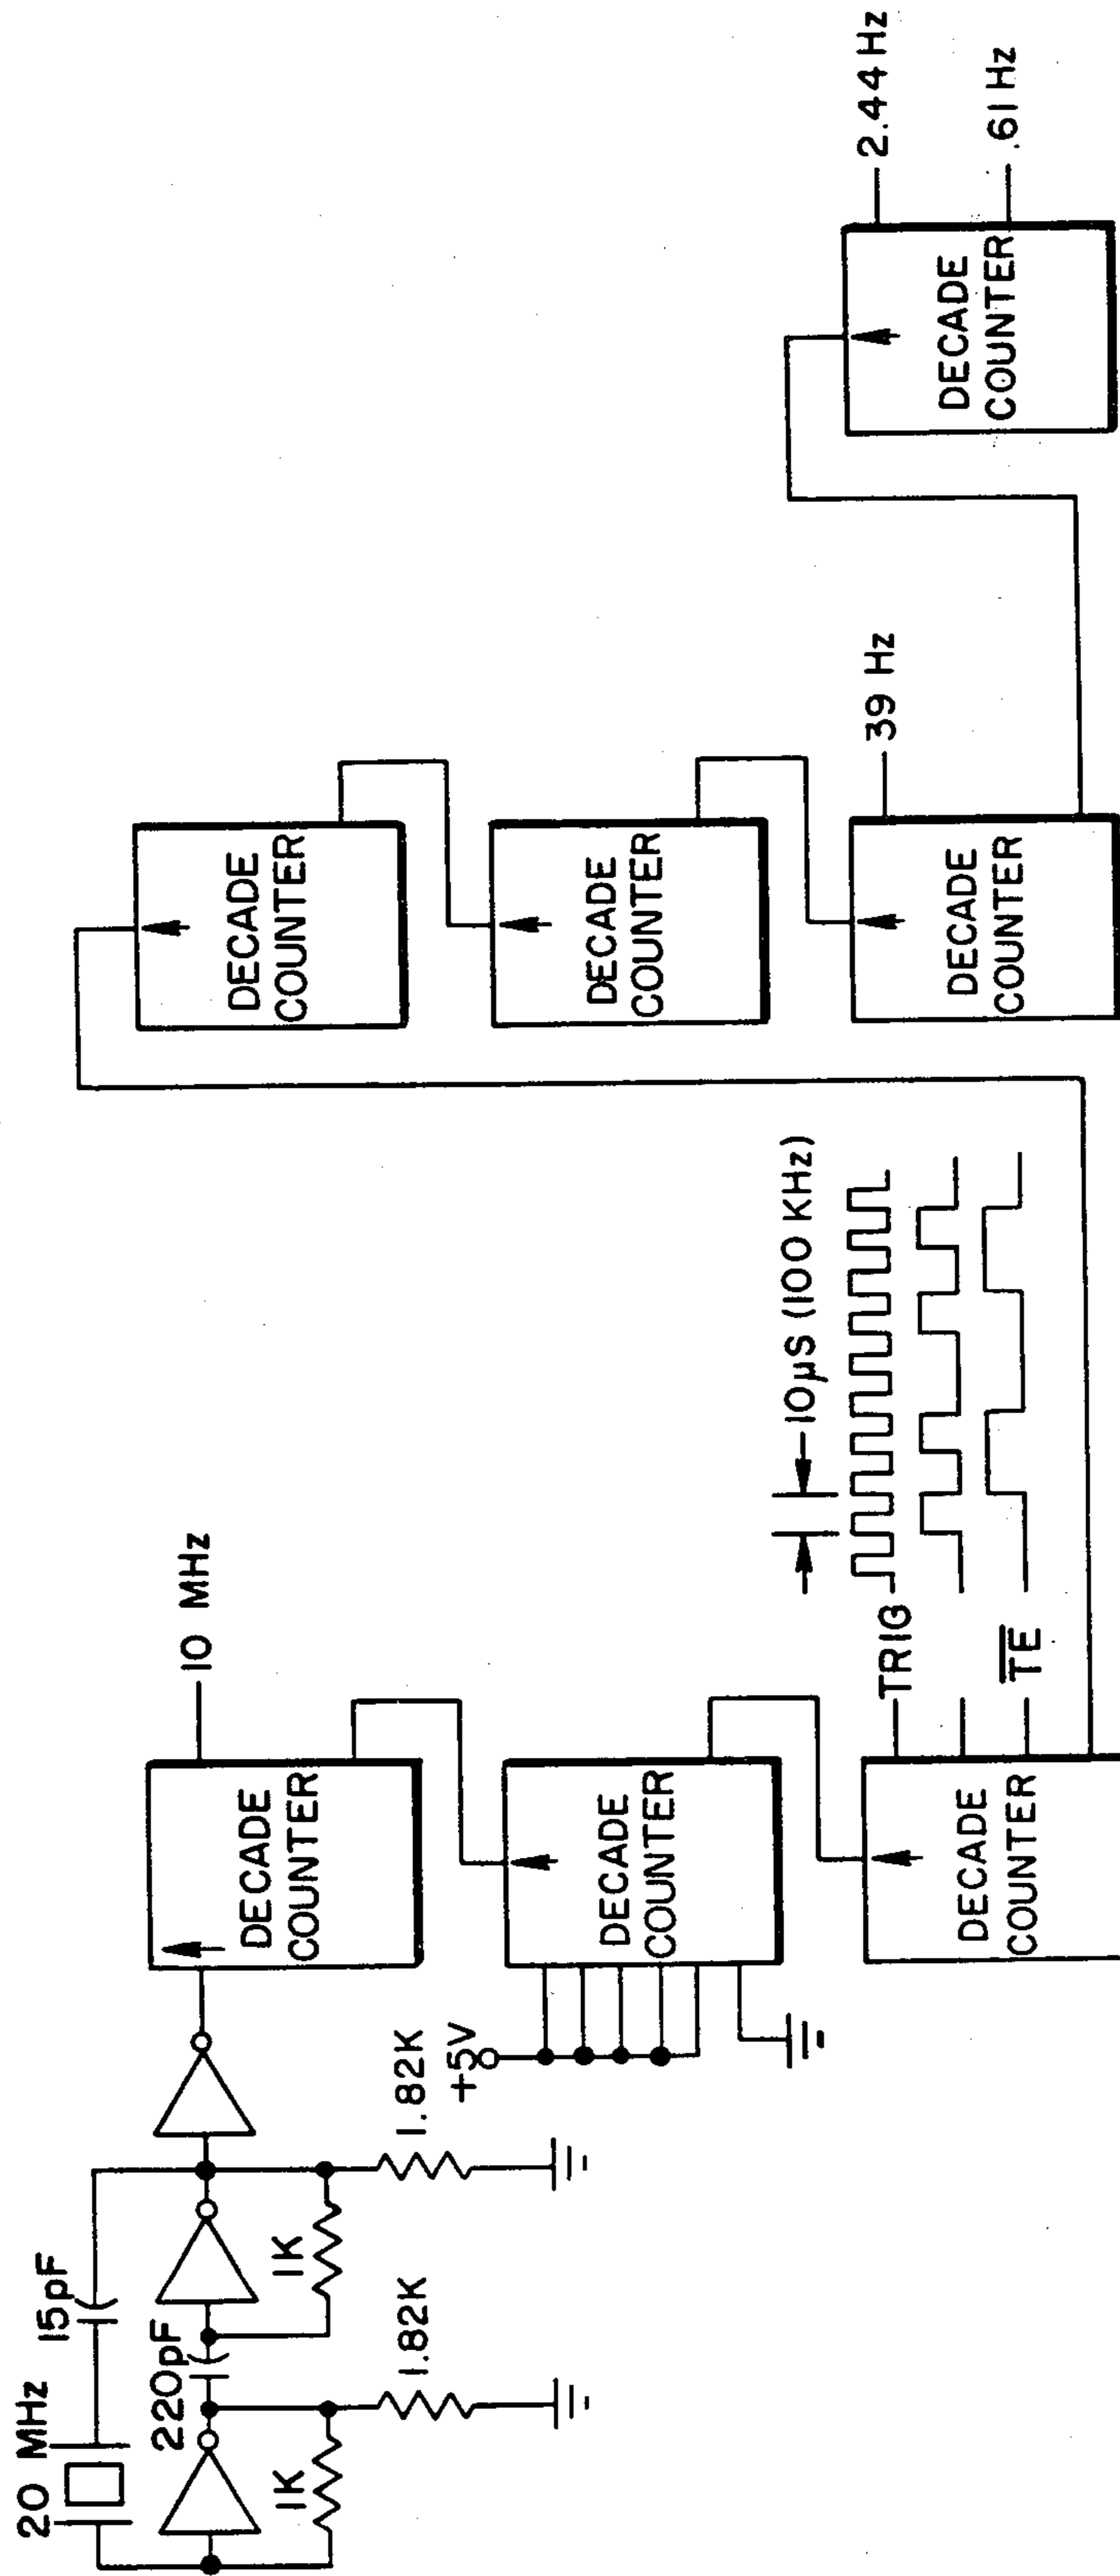 20 MHz
15pF
220pF
1K
1K
1.82K
1.82K
+5V
10 MHz
DECADE
COUNTER
DECADE
COUNTER
DECADE
COUNTER
TRIG
T̅E̅
10µS (100 KHz)
DECADE
COUNTER
DECADE
COUNTER
DECADE
COUNTER
39 Hz
DECADE
COUNTER
2.44 Hz
.61 Hz